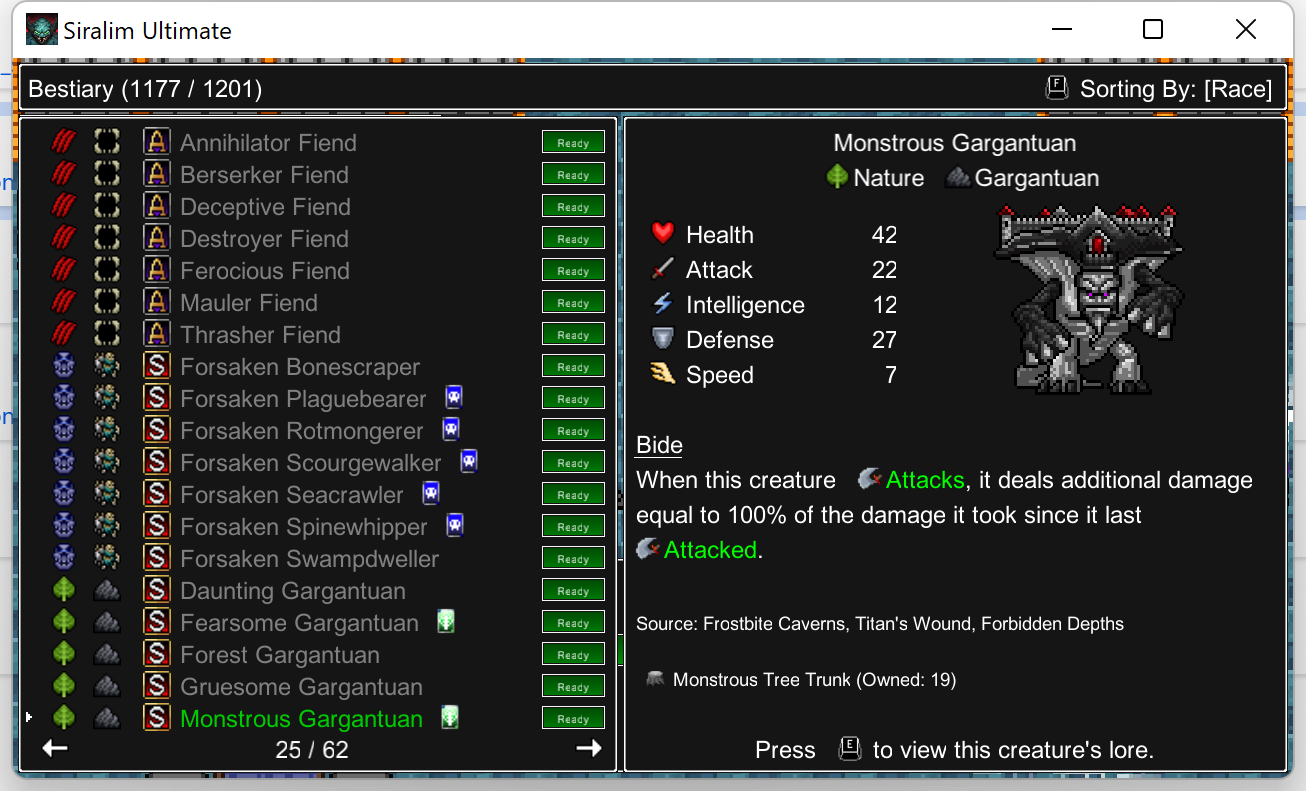 Siralim Ultimate
Bestiary (1177 / 1201)
F Sorting By: [Race]
A Annihilator Fiend Ready
A Berserker Fiend Ready
A Deceptive Fiend Ready
A Destroyer Fiend Ready
A Ferocious Fiend Ready
A Mauler Fiend Ready
A Thrasher Fiend Ready
S Forsaken Bonescraper Ready
S Forsaken Plaguebearer Ready
S Forsaken Rotmongerer Ready
S Forsaken Scourgewalker Ready
S Forsaken Seacrawler Ready
S Forsaken Spinewhipper Ready
S Forsaken Swampdweller Ready
S Daunting Gargantuan Ready
S Fearsome Gargantuan Ready
S Forest Gargantuan Ready
S Gruesome Gargantuan Ready
S Monstrous Gargantuan Ready
25 / 62
Monstrous Gargantuan
Nature Gargantuan
Health 42
Attack 22
Intelligence 12
Defense 27
Speed 7
Bide
When this creature Attacks, it deals additional damage
equal to 100% of the damage it took since it last
Attacked.
Source: Frostbite Caverns, Titan's Wound, Forbidden Depths
Monstrous Tree Trunk (Owned: 19)
Press E to view this creature's lore.